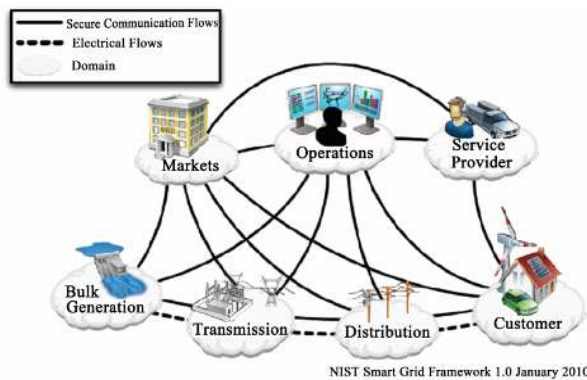 Secure Communication Flows
Electrical Flows
Domain
Markets
Operations
Service
Provider
Bulk
Generation
Transmission
Distribution
Customer
NIST Smart Grid Framework 1.0 January 2010